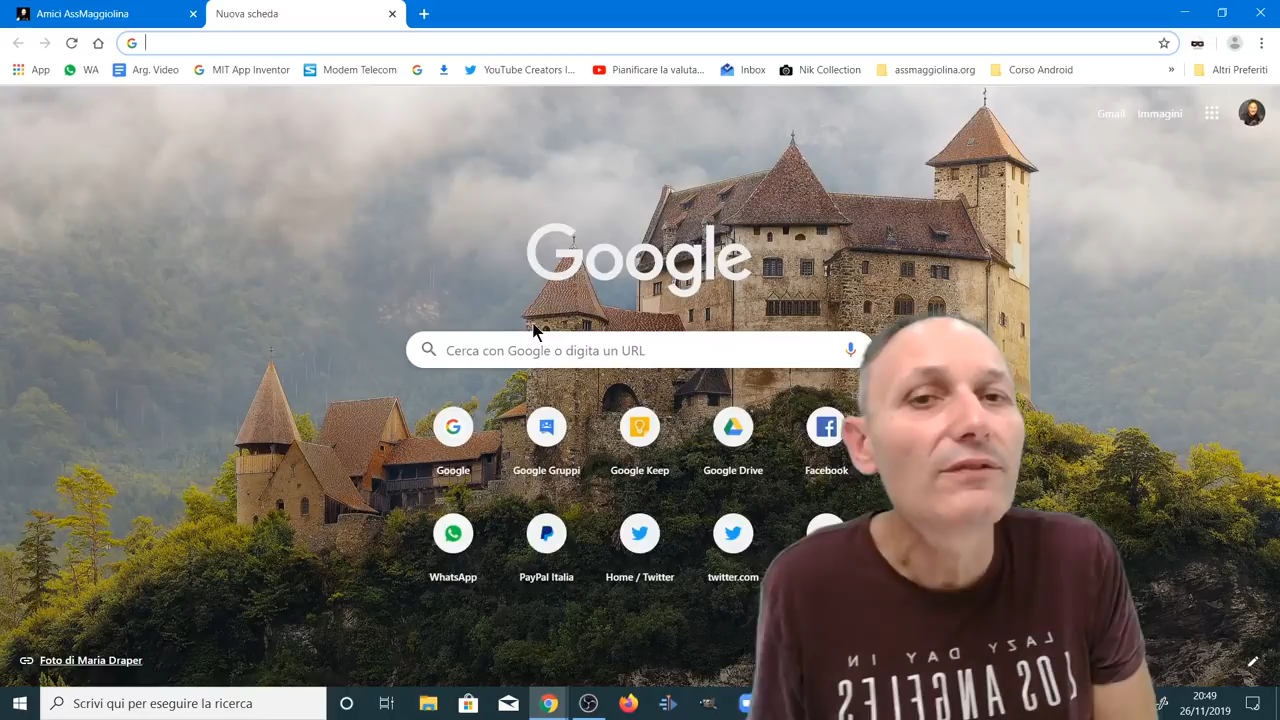 Amici AssMaggiolina
Nuova scheda
App
WA
Arg. Video
MIT App Inventor
Modem Telecom
YouTube Creators I...
Pianificare la valuta...
Inbox
Nik Collection
assmaggiolina.org
Corso Android
»
Altri Preferiti
Gmail
Immagini
Google
Cerca con Google o digita un URL
Google
Google Gruppi
Google Keep
Google Drive
Facebook
WhatsApp
PayPal Italia
Home / Twitter
twitter.com
LAZY DAY IN
LOS ANGELES
Foto di Maria Draper
Scrivi qui per eseguire la ricerca
20:49
26/11/2019